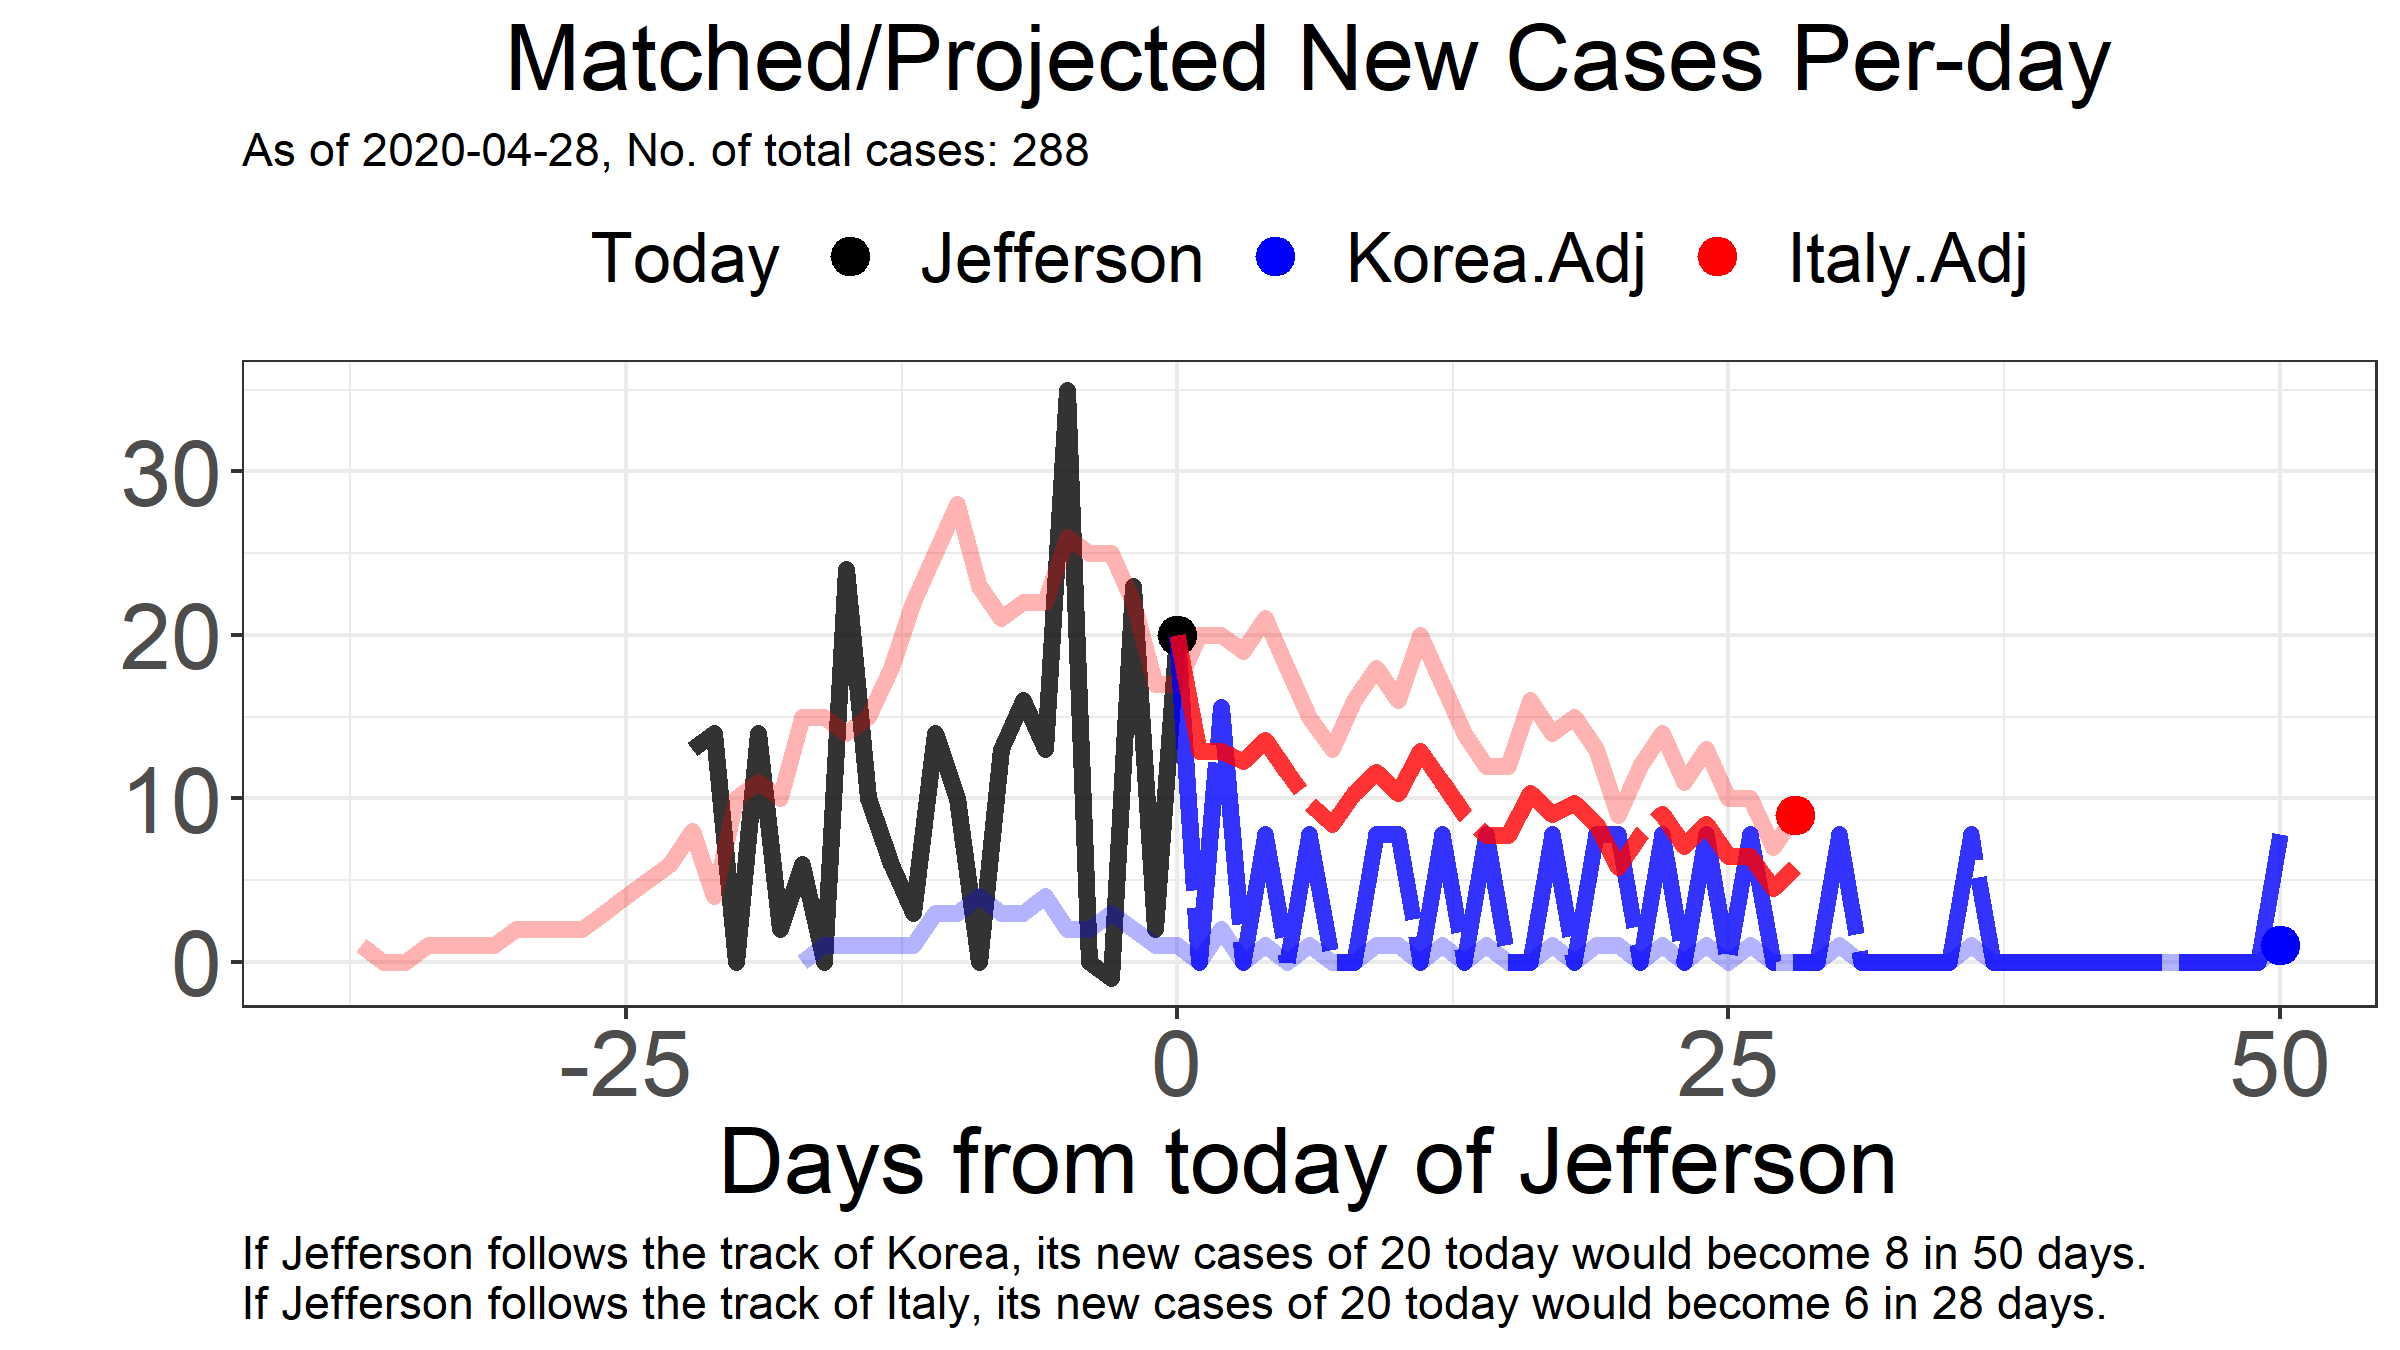 Matched/Projected New Cases Per-day
As of 2020-04-28, No. of total cases: 288
Today Jefferson Korea.Adj Italy.Adj
30
20
10
0
-25 0 25 50
Days from today of Jefferson
If Jefferson follows the track of Korea, its new cases of 20 today would become 8 in 50 days.
If Jefferson follows the track of Italy, its new cases of 20 today would become 6 in 28 days.